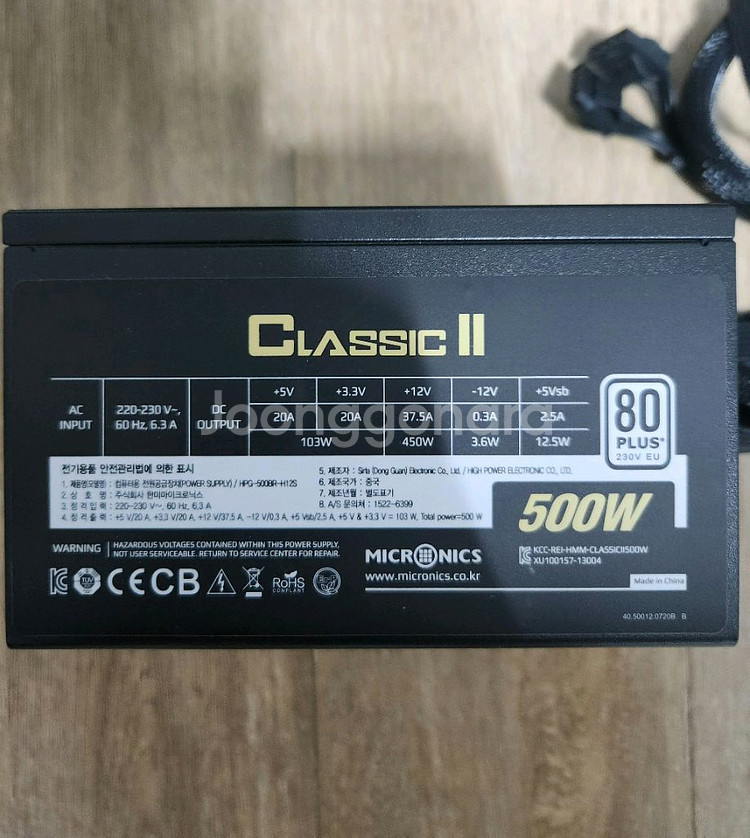 CLASSIC II
AC INPUT
220-230 V~, 60 Hz, 6.3 A
DC OUTPUT
+5V +3.3V +12V -12V +5Vsb
20A 20A 37.5A 0.3A 2.5A
103W 450W 3.6W 12.5W
80 PLUS
230V EU
Joonggonara
전기용품 안전관리법에 의한 표시
1. 제품명(모델명) : 컴퓨터용 전원공급장치(POWER SUPPLY) / HPG-500BR-H12S
2. 상 호 명 : 주식회사 한미마이크로닉스
3. 정격 입력 : 220-230 V~, 60 Hz, 6.3 A
4. 정격 출력 : +5 V/20 A, +3.3 V/20 A, +12 V/37.5 A, -12 V/0.3 A, +5 Vsb/2.5 A, +5 V & +3.3 V = 103 W, Total power=500 W
5. 제조자 : Sirfa (Dong Guan) Electronic Co., Ltd. / HIGH POWER ELECTRONIC CO., LTD.
6. 제조국가 : 중국
7. 제조년월 : 별도표기
8. A/S 문의처 : 1522-6399
500W
WARNING
HAZARDOUS VOLTAGES CONTAINED WITHIN THIS POWER SUPPLY.
NOT USER SERVICEABLE. RETURN TO SERVICE CENTER FOR REPAIR.
MICRONICS
www.micronics.co.kr
KCC-REI-HMM-CLASSICII500W
XU100157-13004
Made in China
TÜV CE CB
RoHS
COMPLIANT
40.50012.0720B B